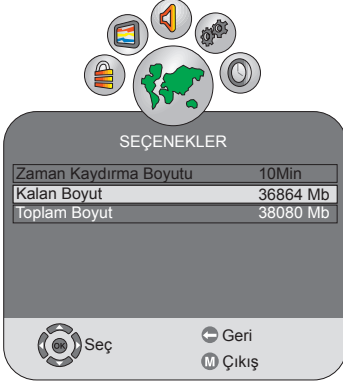 SEÇENEKLER
Zaman Kaydırma Boyutu 10Min
Kalan Boyut 36864 Mb
Toplam Boyut 38080 Mb
OK Seç
Geri
M Çıkış